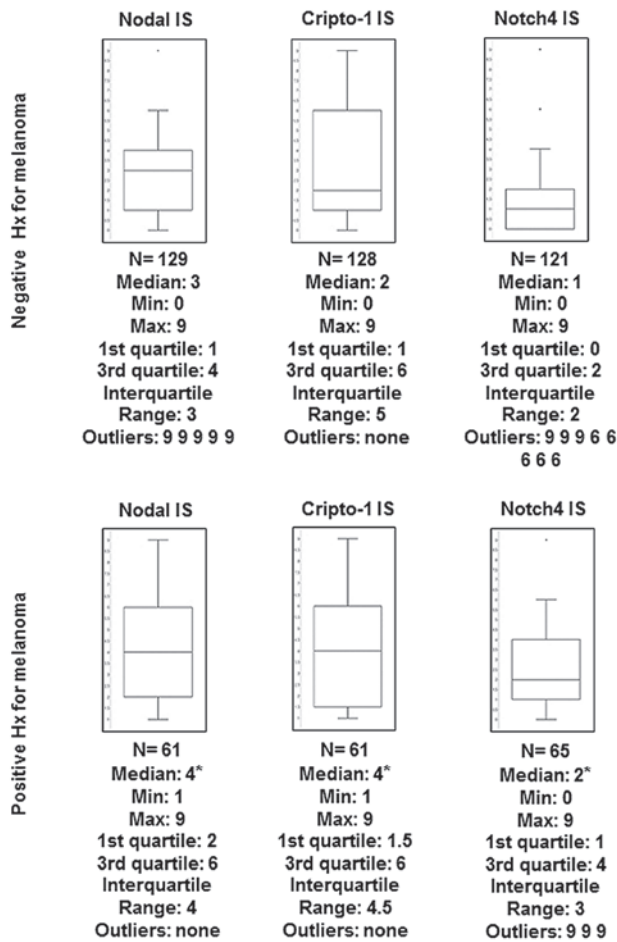 Nodal IS
Cripto-1 IS
Notch4 IS
Negative Hx for melanoma
N= 129
Median: 3
Min: 0
Max: 9
1st quartile: 1
3rd quartile: 4
Interquartile
Range: 3
Outliers: 9 9 9 9 9
N= 128
Median: 2
Min: 0
Max: 9
1st quartile: 1
3rd quartile: 6
Interquartile
Range: 5
Outliers: none
N= 121
Median: 1
Min: 0
Max: 9
1st quartile: 0
3rd quartile: 2
Interquartile
Range: 2
Outliers: 9 9 9 6 6
6 6 6
Nodal IS
Cripto-1 IS
Notch4 IS
Positive Hx for melanoma
N= 61
Median: 4*
Min: 1
Max: 9
1st quartile: 2
3rd quartile: 6
Interquartile
Range: 4
Outliers: none
N= 61
Median: 4*
Min: 1
Max: 9
1st quartile: 1.5
3rd quartile: 6
Interquartile
Range: 4.5
Outliers: none
N= 65
Median: 2*
Min: 0
Max: 9
1st quartile: 1
3rd quartile: 4
Interquartile
Range: 3
Outliers: 9 9 9